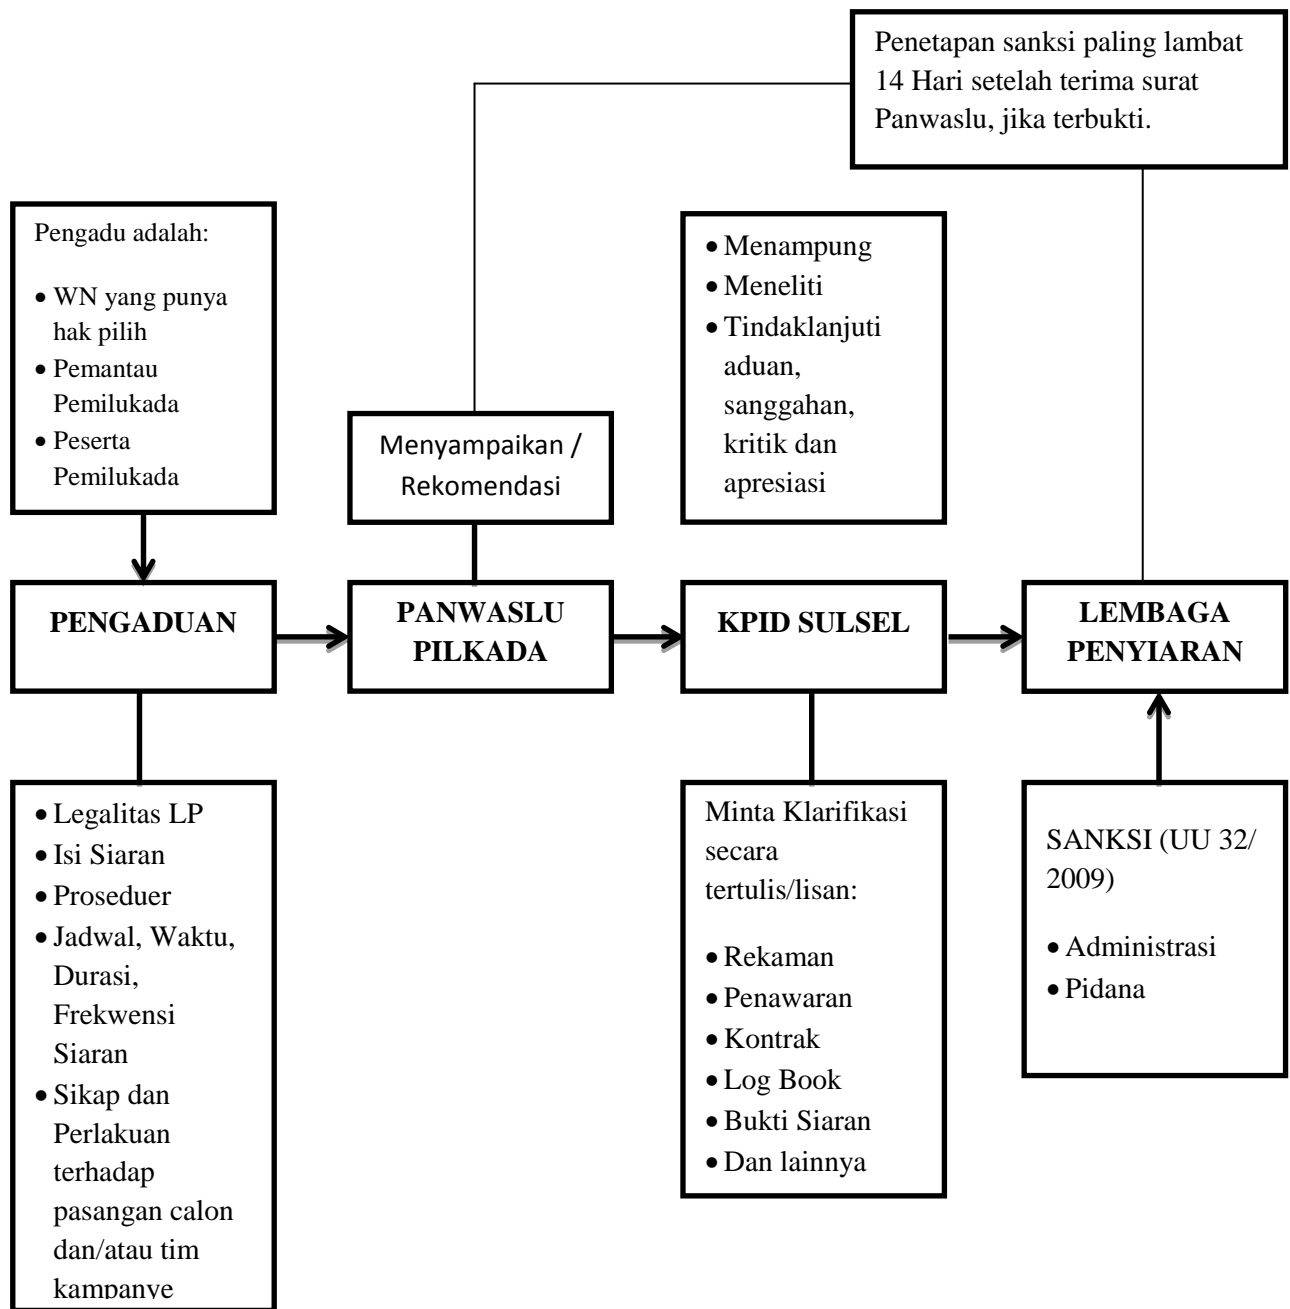 Penetapan sanksi paling lambat
14 Hari setelah terima surat
Panwaslu, jika terbukti.
Pengadu adalah:
• WN yang punya
hak pilih
• Pemantau
Pemilukada
• Peserta
Pemilukada
• Menampung
• Meneliti
• Tindaklanjuti
aduan,
sanggahan,
kritik dan
apresiasi
Menyampaikan /
Rekomendasi
PENGADUAN
PANWASLU
PILKADA
KPID SULSEL
LEMBAGA
PENYIARAN
• Legalitas LP
• Isi Siaran
• Proseduer
• Jadwal, Waktu,
Durasi,
Frekwensi
Siaran
• Sikap dan
Perlakuan
terhadap
pasangan calon
dan/atau tim
kampanye
Minta Klarifikasi
secara
tertulis/lisan:
• Rekaman
• Penawaran
• Kontrak
• Log Book
• Bukti Siaran
• Dan lainnya
SANKSI (UU 32/
2009)
• Administrasi
• Pidana